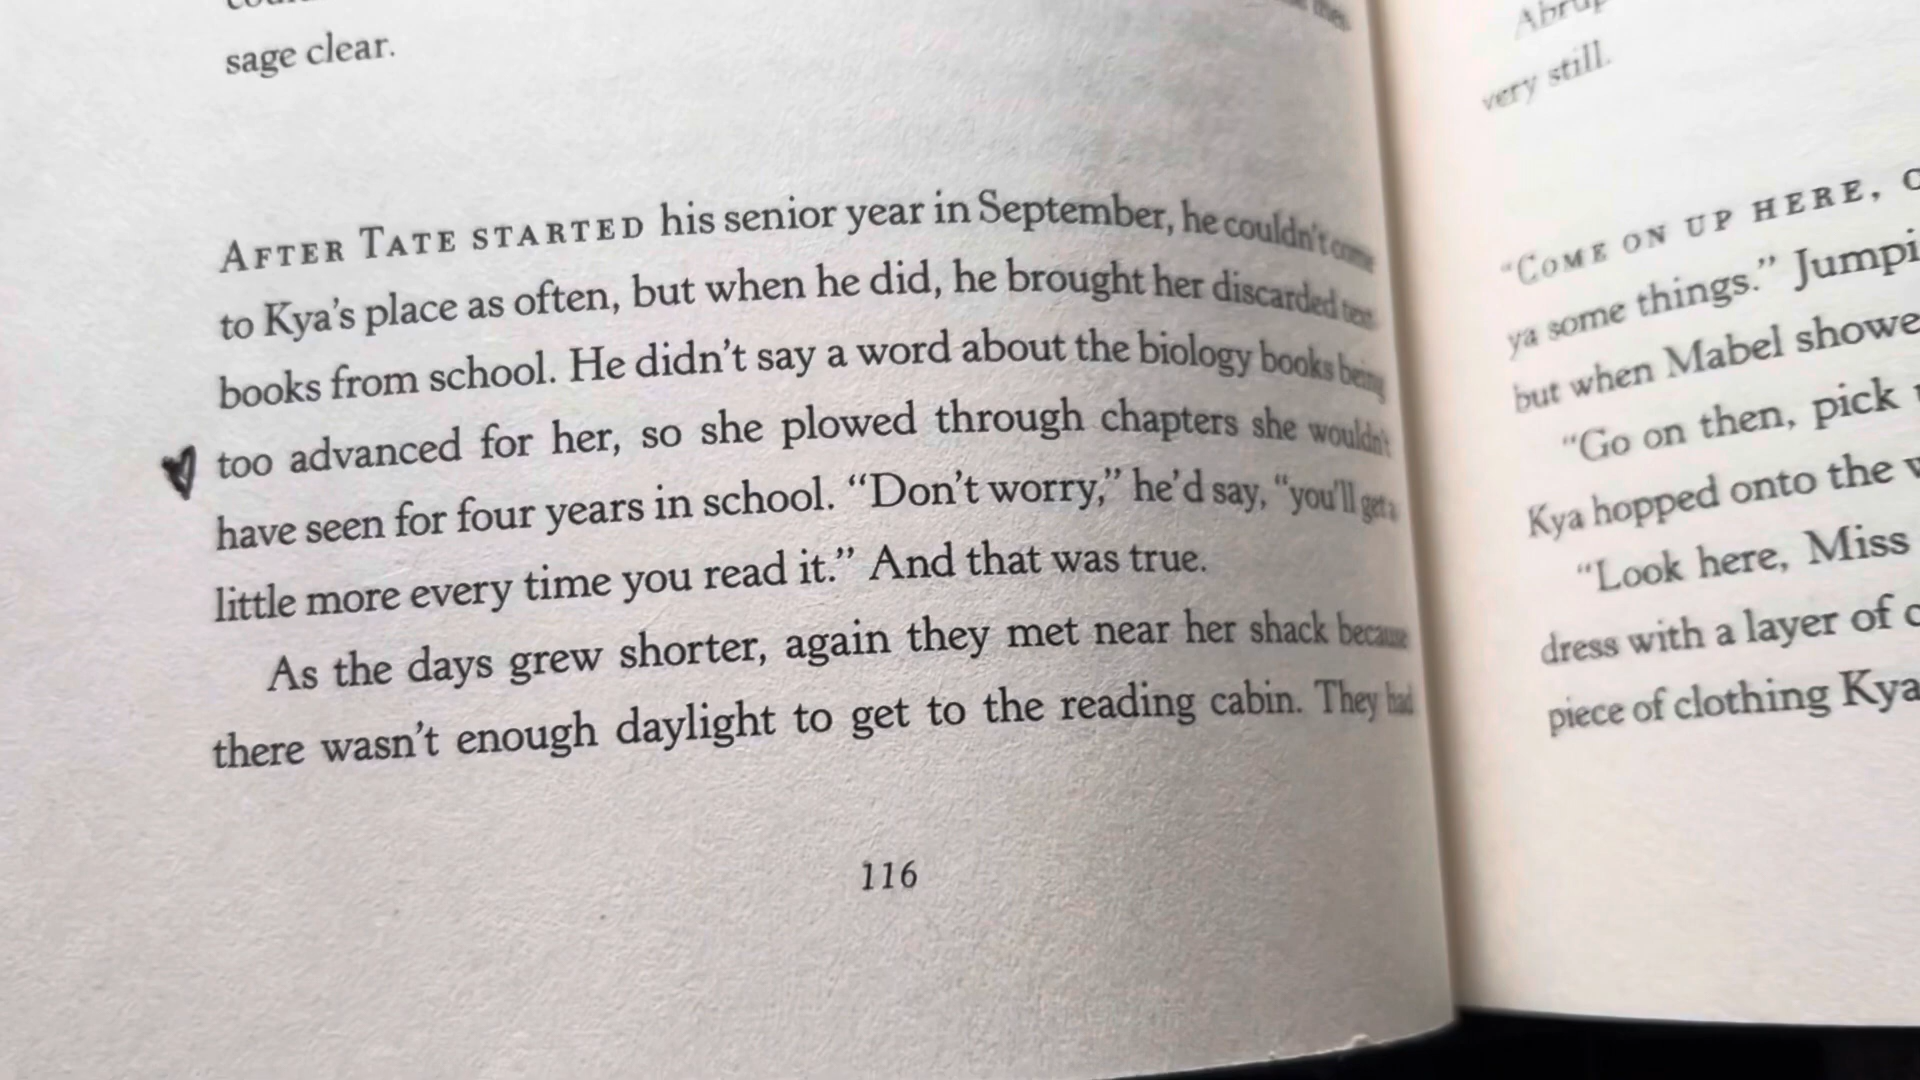 sage clear.
AFTER TATE STARTED his senior year in September, he couldn't come
to Kya's place as often, but when he did, he brought her discarded text-
books from school. He didn't say a word about the biology books being
too advanced for her, so she plowed through chapters she wouldn't
have seen for four years in school. “Don't worry,” he'd say, “you'll get a
little more every time you read it.” And that was true.
As the days grew shorter, again they met near her shack because
there wasn't enough daylight to get to the reading cabin. They had
116
very still.
“COME ON UP HERE,
ya some things.” Jumpi
but when Mabel showe
“Go on then, pick
Kya hopped onto the
“Look here, Miss
dress with a layer of
piece of clothing Kya